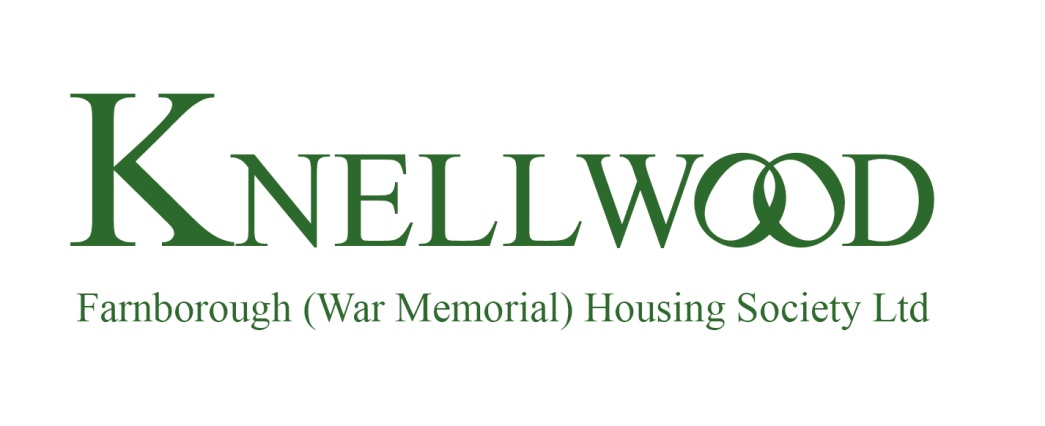 KNELLWOOD
Farnborough (War Memorial) Housing Society Ltd